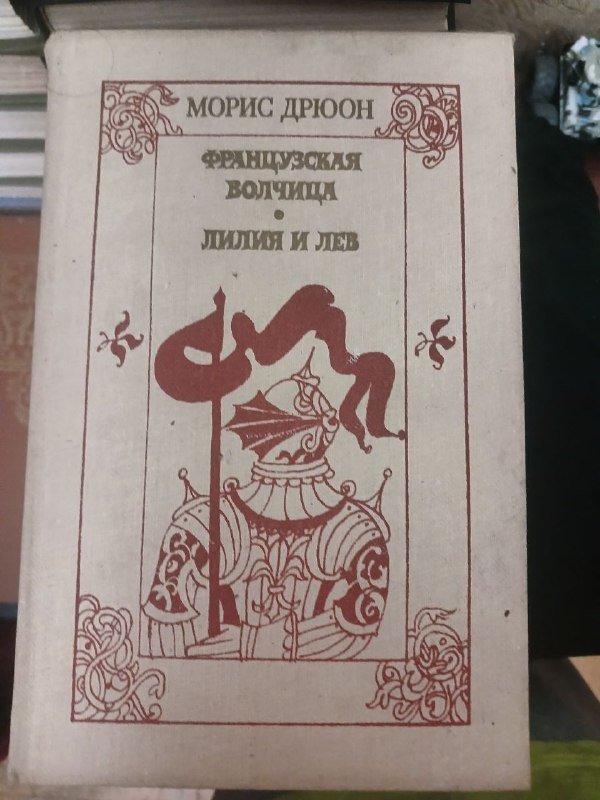 МОРИС ДРЮОН
ФРАНЦУЗСКАЯ
ВОЛЧИЦА
•
ЛИЛИЯ И ЛЕВ